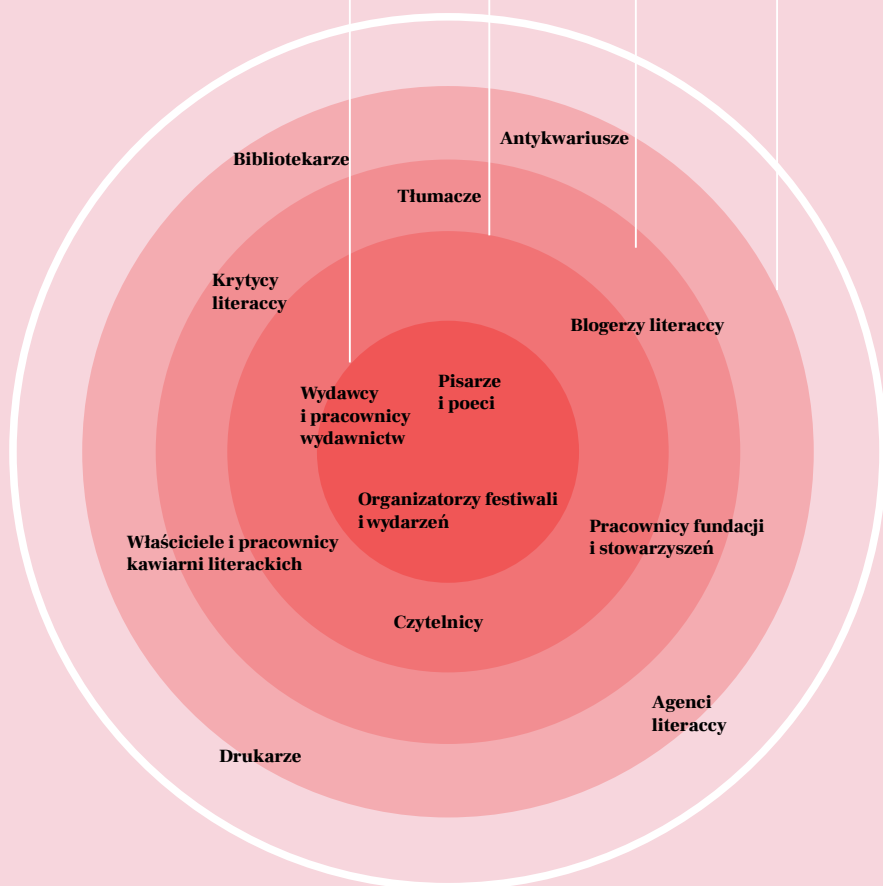 Antykwariusze
Bibliotekarze
Tłumacze
Krytycy
literaccy
Blogerzy literaccy
Pisarze
i poeci
Wydawcy
i pracownicy
wydawnictw
Organizatorzy festiwali
i wydarzeń
Pracownicy fundacji
i stowarzyszeń
Właściciele i pracownicy
kawiarni literackich
Czytelnicy
Agenci
literaccy
Drukarze